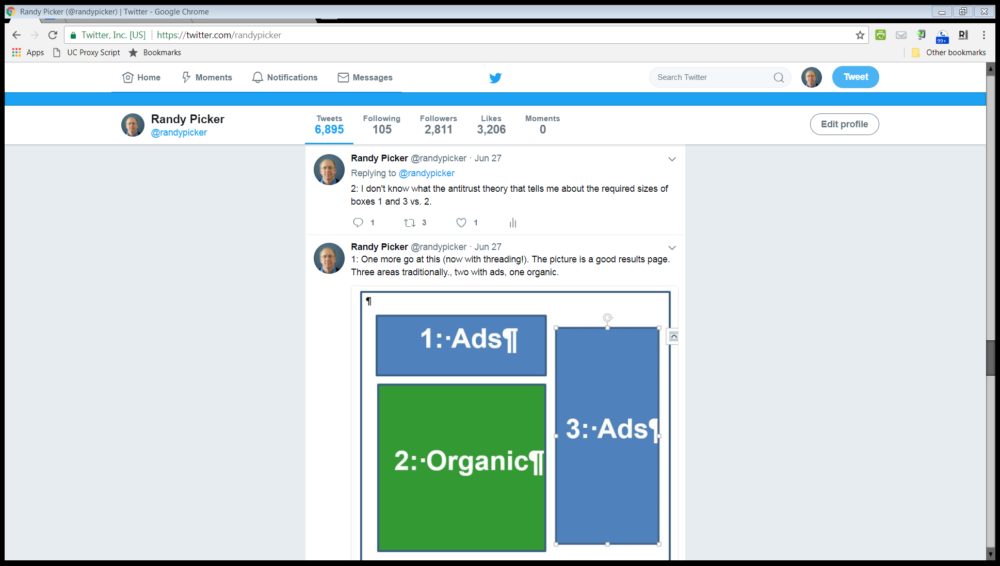 Randy Picker (@randypicker) | Twitter - Google Chrome
Twitter, Inc. [US] https://twitter.com/randypicker
99+
R
Apps UC Proxy Script Bookmarks Other bookmarks
Home Moments Notifications Messages Search Twitter Tweet
Randy Picker
@randypicker
Tweets Following Followers Likes Moments
6,895 105 2,811 3,206 0
Edit profile
Randy Picker @randypicker · Jun 27
Replying to @randypicker
2: I don't know what the antitrust theory that tells me about the required sizes of
boxes 1 and 3 vs. 2.
1 3 1
Randy Picker @randypicker · Jun 27
1: One more go at this (now with threading!). The picture is a good results page.
Three areas traditionally., two with ads, one organic.
¶
1:·Ads¶
2:·Organic¶
3:·Ads¶